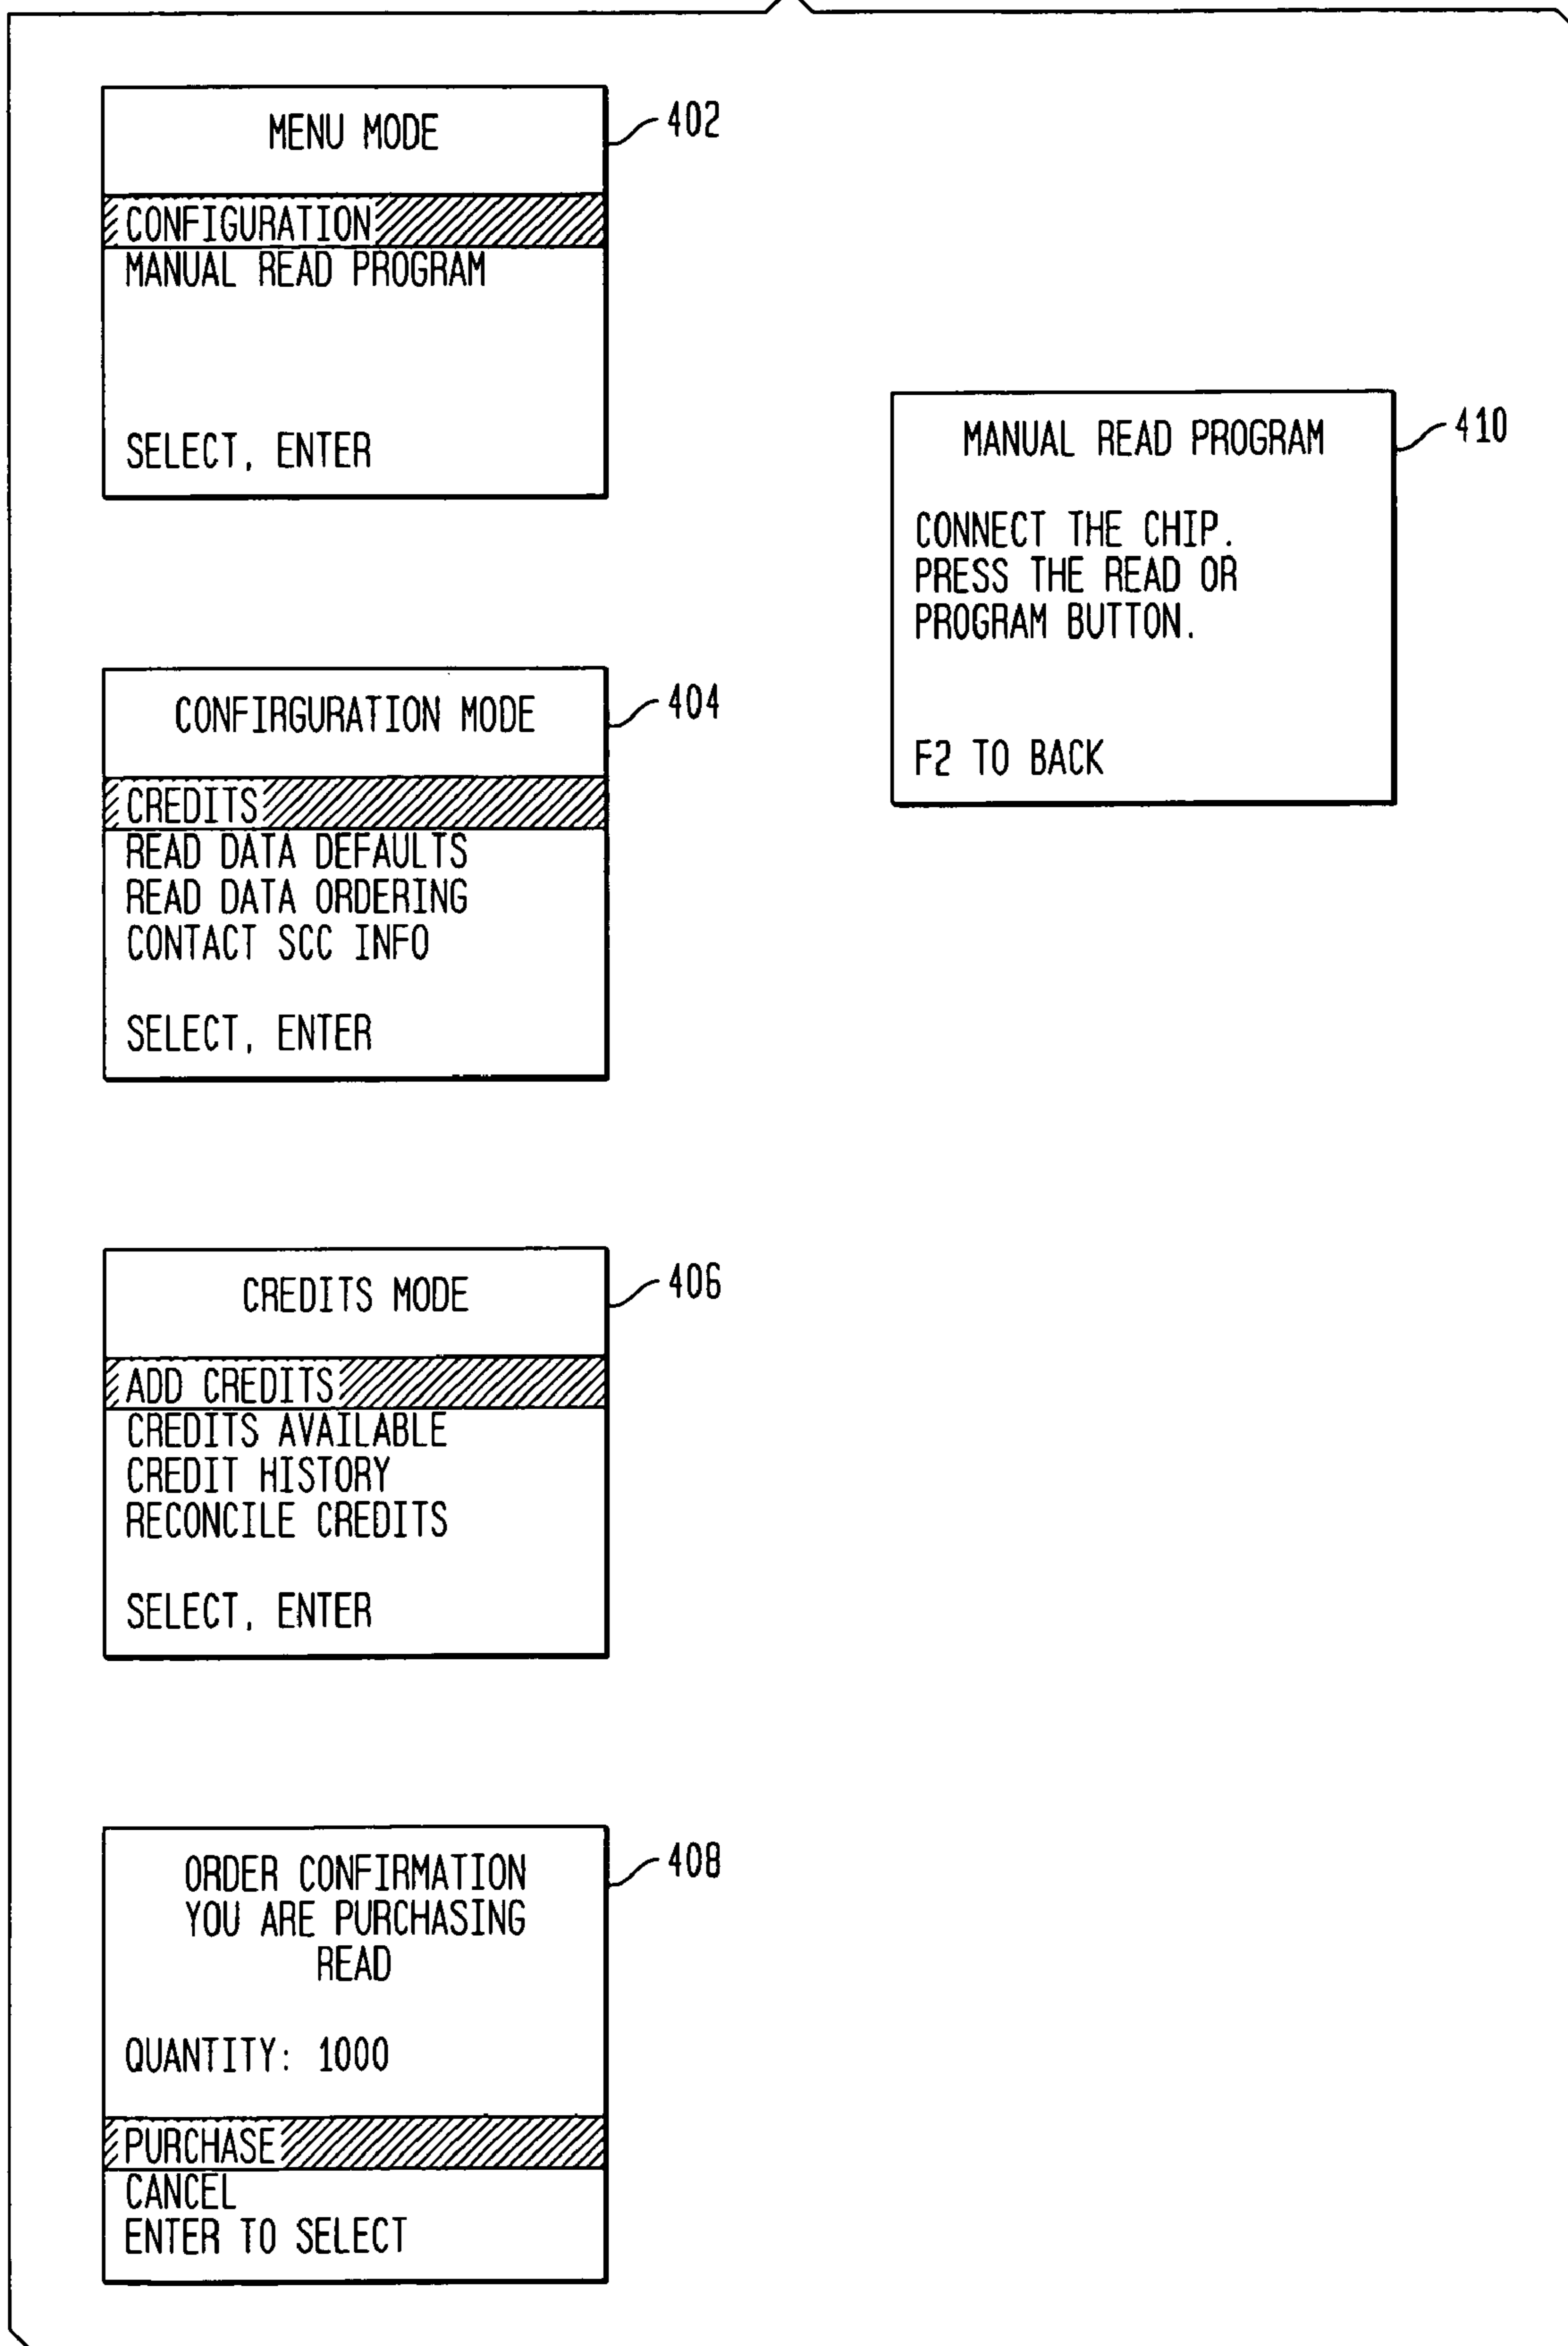 MENU MODE
402
CONFIGURATION
MANUAL READ PROGRAM
SELECT, ENTER
MANUAL READ PROGRAM
410
CONNECT THE CHIP.
PRESS THE READ OR
PROGRAM BUTTON.
F2 TO BACK
CONFIRGURATION MODE
404
CREDITS
READ DATA DEFAULTS
READ DATA ORDERING
CONTACT SCC INFO
SELECT, ENTER
CREDITS MODE
406
ADD CREDITS
CREDITS AVAILABLE
CREDIT HISTORY
RECONCILE CREDITS
SELECT, ENTER
ORDER CONFIRMATION
408
YOU ARE PURCHASING
READ
QUANTITY: 1000
PURCHASE
CANCEL
ENTER TO SELECT